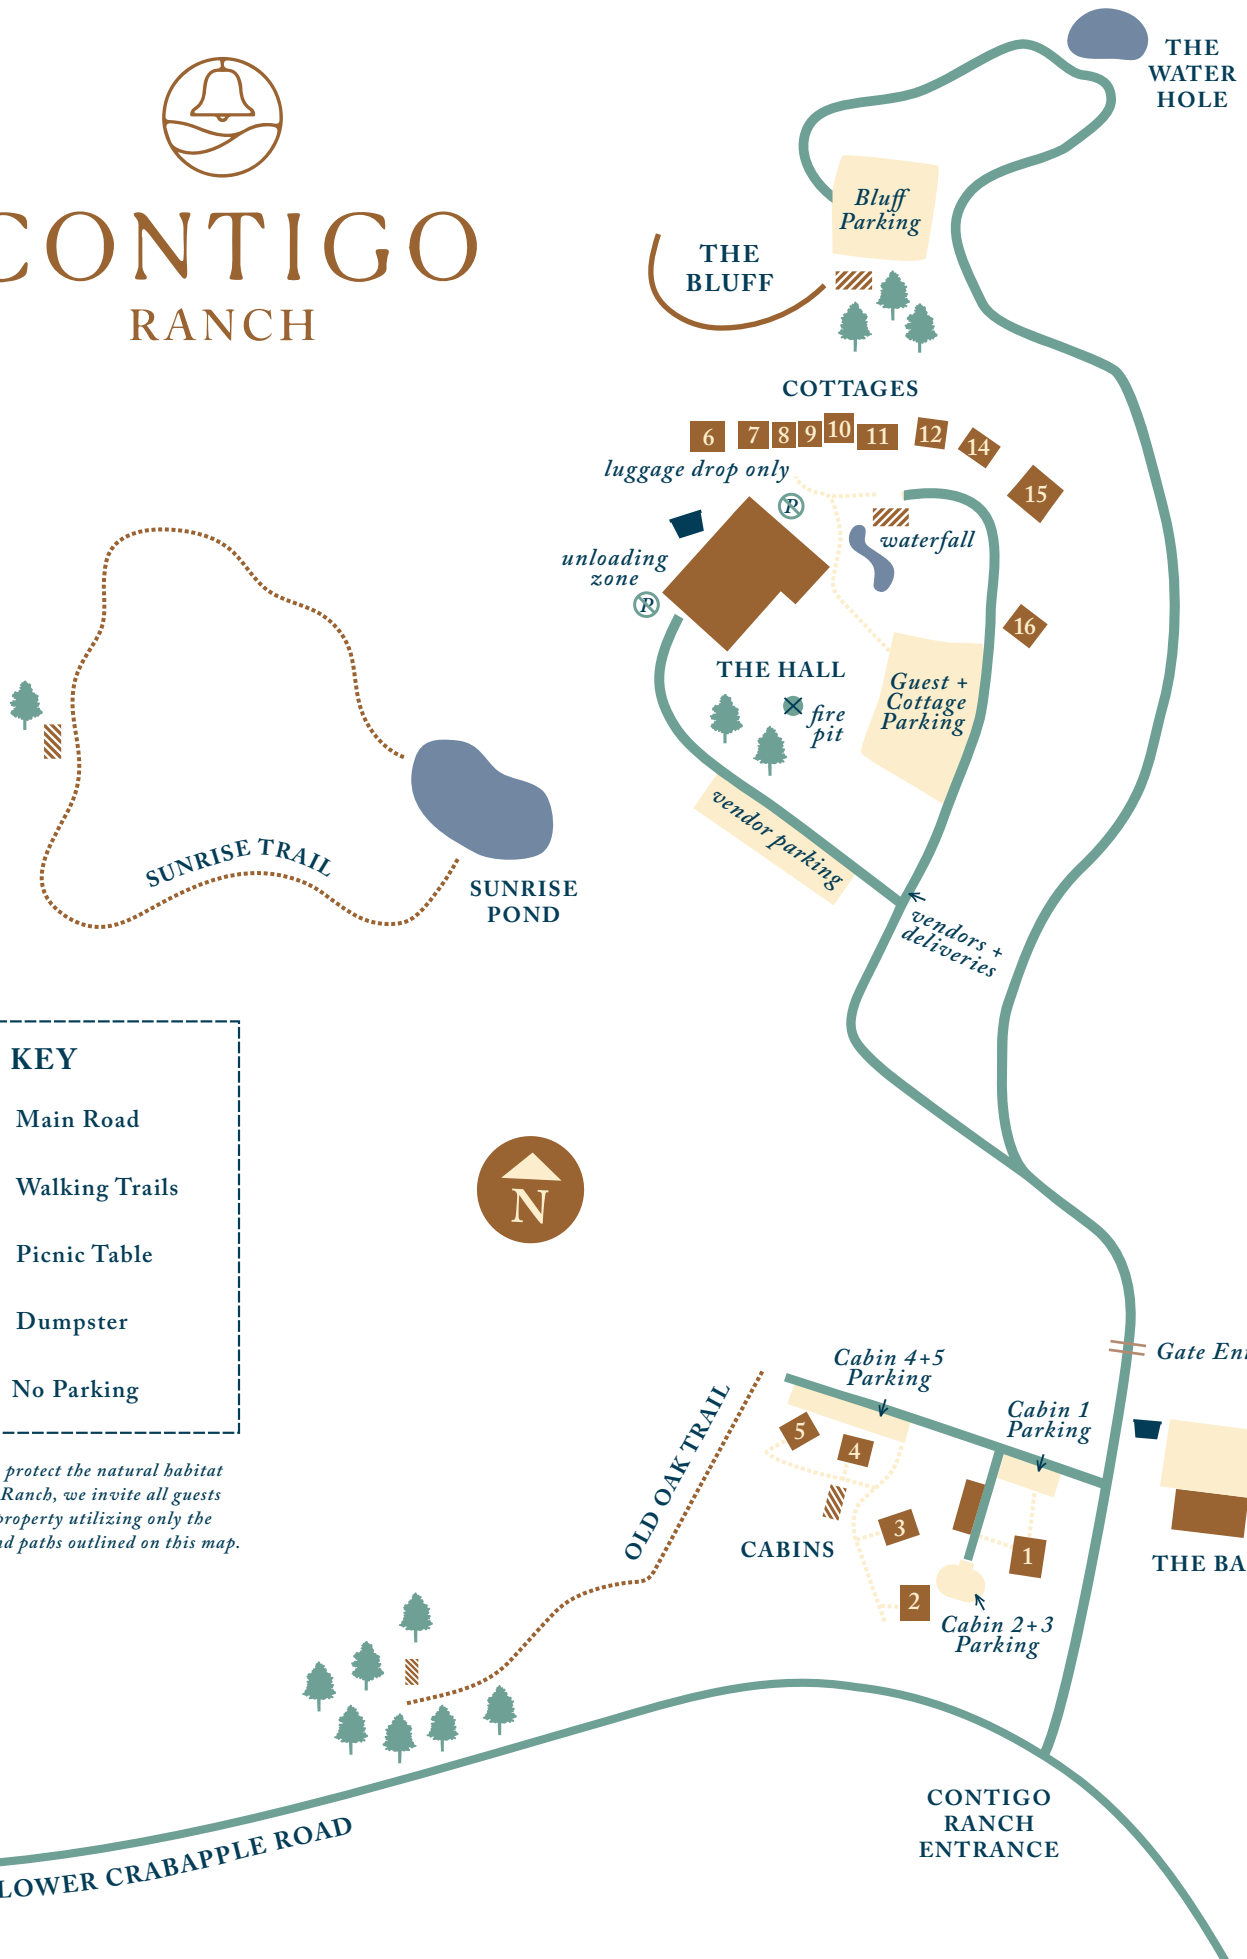 CONTIGO
RANCH
THE
WATER
HOLE
Bluff
Parking
THE
BLUFF
COTTAGES
6
7
8
9
10
11
12
14
15
16
luggage drop only
P
waterfall
unloading
zone
P
THE HALL
fire
pit
Guest +
Cottage
Parking
vendor parking
vendors +
deliveries
SUNRISE TRAIL
SUNRISE
POND
KEY
Main Road
Walking Trails
Picnic Table
Dumpster
No Parking
protect the natural habitat
Ranch, we invite all guests
property utilizing only the
paths outlined on this map.
N
Gate
Cabin 4+5
Parking
Cabin 1
Parking
5
4
3
2
1
CABINS
Cabin 2+3
Parking
OLD OAK TRAIL
THE BA
CONTIGO
RANCH
ENTRANCE
LOWER CRABAPPLE ROAD